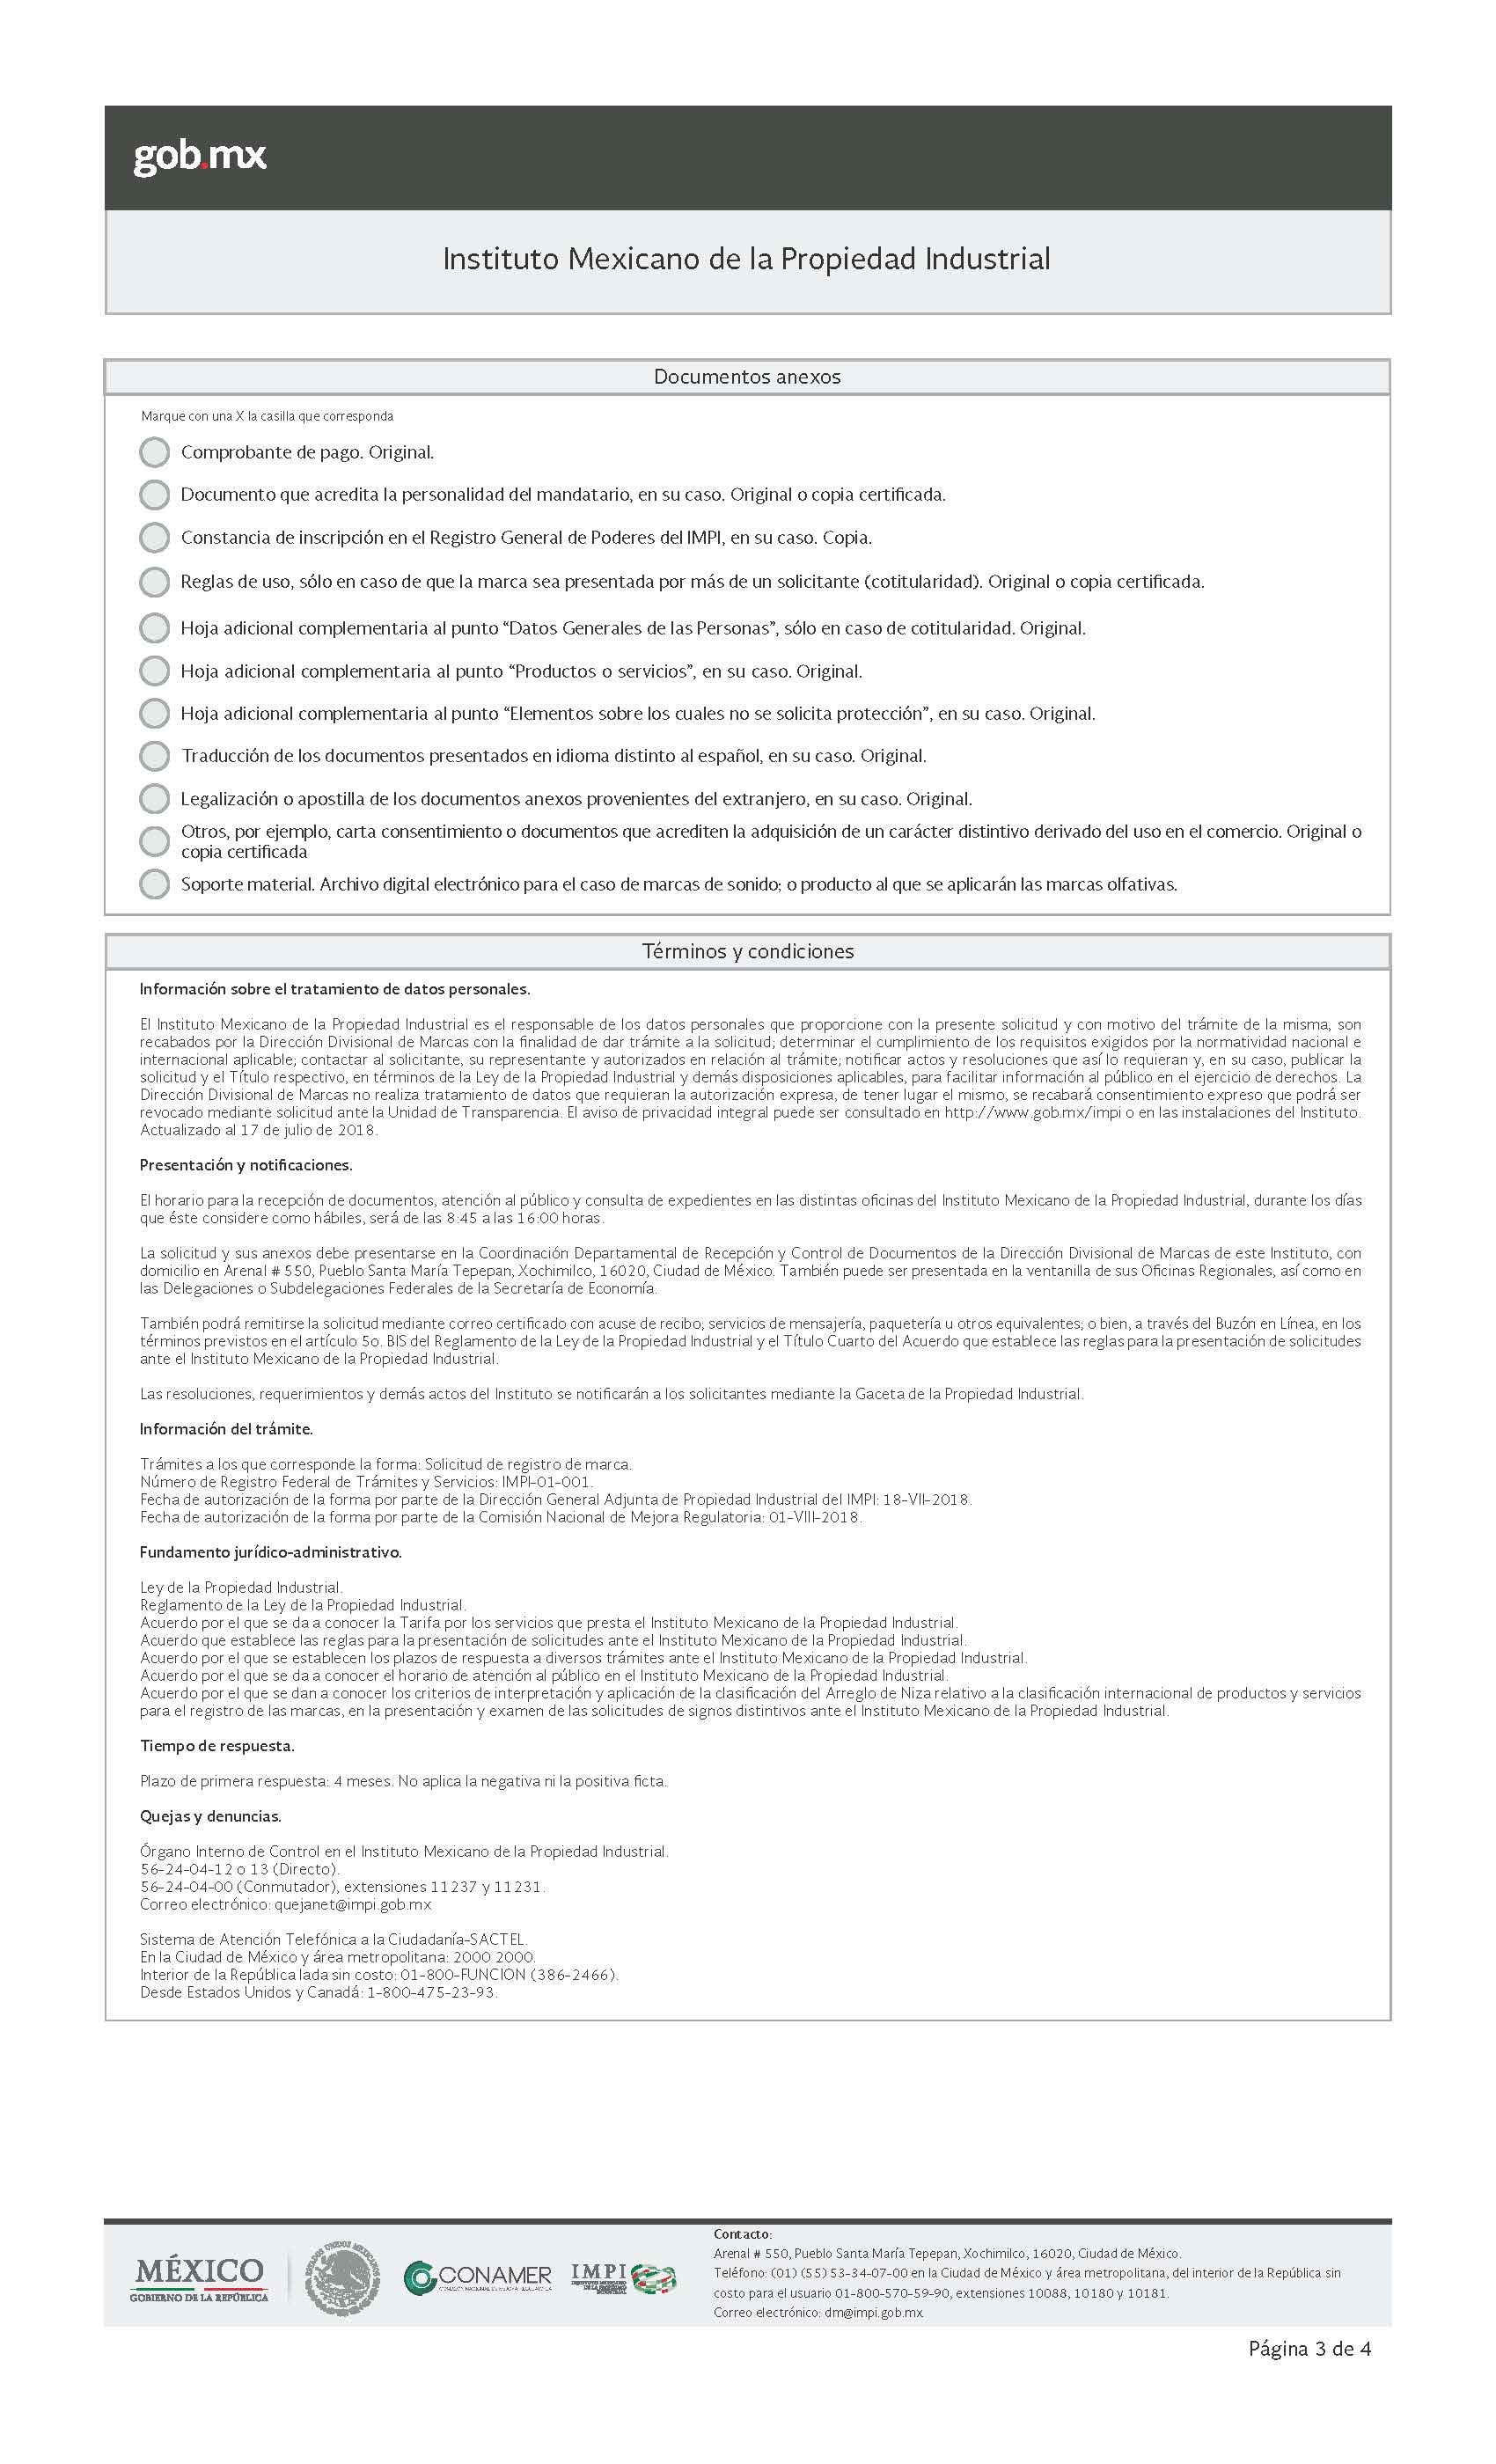 gob.mx
Instituto Mexicano de la Propiedad Industrial
Documentos anexos
Marque con una X la casilla que corresponda
Comprobante de pago. Original.
Documento que acredita la personalidad del mandatario, en su caso. Original o copia certificada.
Constancia de inscripción en el Registro General de Poderes del IMPI, en su caso. Copia.
Reglas de uso, sólo en caso de que la marca sea presentada por más de un solicitante (cotitularidad). Original o copia certificada.
Hoja adicional complementaria al punto “Datos Generales de las Personas”, sólo en caso de cotitularidad. Original.
Hoja adicional complementaria al punto “Productos o servicios”, en su caso. Original.
Hoja adicional complementaria al punto “Elementos sobre los cuales no se solicita protección”, en su caso. Original.
Traducción de los documentos presentados en idioma distinto al español, en su caso. Original.
Legalización o apostilla de los documentos anexos provenientes del extranjero, en su caso. Original.
Otros, por ejemplo, carta consentimiento o documentos que acrediten la adquisición de un carácter distintivo derivado del uso en el comercio. Original o
copia certificada
Soporte material. Archivo digital electrónico para el caso de marcas de sonido; o producto al que se aplicarán las marcas olfativas.
Términos y condiciones
Información sobre el tratamiento de datos personales.
El Instituto Mexicano de la Propiedad Industrial es el responsable de los datos personales que proporcione con la presente solicitud y con motivo del trámite de la misma, son
recabados por la Dirección Divisional de Marcas con la finalidad de dar trámite a la solicitud; determinar el cumplimiento de los requisitos exigidos por la normatividad nacional e
internacional aplicable; contactar al solicitante, su representante y autorizados en relación al trámite; notificar actos y resoluciones que así lo requieran y, en su caso, publicar la
solicitud y el Título respectivo, en términos de la Ley de la Propiedad Industrial y demás disposiciones aplicables, para facilitar información al público en el ejercicio de derechos. La
Dirección Divisional de Marcas no realiza tratamiento de datos que requieran la autorización expresa, de tener lugar el mismo, se recabará consentimiento expreso que podrá ser
revocado mediante solicitud ante la Unidad de Transparencia. El aviso de privacidad integral puede ser consultado en http://www.gob.mx/impi o en las instalaciones del Instituto.
Actualizado al 17 de julio de 2018.
Presentación y notificaciones.
El horario para la recepción de documentos, atención al público y consulta de expedientes en las distintas oficinas del Instituto Mexicano de la Propiedad Industrial, durante los días
que éste considere como hábiles, será de las 8:45 a las 16:00 horas.
La solicitud y sus anexos debe presentarse en la Coordinación Departamental de Recepción y Control de Documentos de la Dirección Divisional de Marcas de este Instituto, con
domicilio en Arenal # 550, Pueblo Santa María Tepepan, Xochimilco, 16020, Ciudad de México. También puede ser presentada en la ventanilla de sus Oficinas Regionales, así como en
las Delegaciones o Subdelegaciones Federales de la Secretaría de Economía.
También podrá remitirse la solicitud mediante correo certificado con acuse de recibo; servicios de mensajería, paquetería u otros equivalentes; o bien, a través del Buzón en Línea, en los
términos previstos en el artículo 5o. BIS del Reglamento de la Ley de la Propiedad Industrial y el Título Cuarto del Acuerdo que establece las reglas para la presentación de solicitudes
ante el Instituto Mexicano de la Propiedad Industrial.
Las resoluciones, requerimientos y demás actos del Instituto se notificarán a los solicitantes mediante la Gaceta de la Propiedad Industrial.
Información del trámite.
Trámites a los que corresponde la forma: Solicitud de registro de marca.
Número de Registro Federal de Trámites y Servicios: IMPI-01-001.
Fecha de autorización de la forma por parte de la Dirección General Adjunta de Propiedad Industrial del IMPI: 18-VII-2018.
Fecha de autorización de la forma por parte de la Comisión Nacional de Mejora Regulatoria: 01-VIII-2018.
Fundamento jurídico-administrativo.
Ley de la Propiedad Industrial.
Reglamento de la Ley de la Propiedad Industrial.
Acuerdo por el que se da a conocer la Tarifa por los servicios que presta el Instituto Mexicano de la Propiedad Industrial.
Acuerdo que establece las reglas para la presentación de solicitudes ante el Instituto Mexicano de la Propiedad Industrial.
Acuerdo por el que se establecen los plazos de respuesta a diversos trámites ante el Instituto Mexicano de la Propiedad Industrial.
Acuerdo por el que se da a conocer el horario de atención al público en el Instituto Mexicano de la Propiedad Industrial.
Acuerdo por el que se dan a conocer los criterios de interpretación y aplicación de la clasificación del Arreglo de Niza relativo a la clasificación internacional de productos y servicios
para el registro de las marcas, en la presentación y examen de las solicitudes de signos distintivos ante el Instituto Mexicano de la Propiedad Industrial.
Tiempo de respuesta.
Plazo de primera respuesta: 4 meses. No aplica la negativa ni la positiva ficta.
Quejas y denuncias.
Órgano Interno de Control en el Instituto Mexicano de la Propiedad Industrial.
56-24-04-12 o 13 (Directo).
56-24-04-00 (Conmutador), extensiones 11237 y 11231.
Correo electrónico: quejanet@impi.gob.mx
Sistema de Atención Telefónica a la Ciudadanía-SACTEL.
En la Ciudad de México y área metropolitana: 2000 2000.
Interior de la República lada sin costo: 01-800-FUNCION (386-2466).
Desde Estados Unidos y Canadá: 1-800-475-23-93.
MÉXICO
GOBIERNO DE LA REPÚBLICA
ESTADOS UNIDOS MEXICANOS
CONAMER
COMISIÓN NACIONAL DE MEJORA REGULATORIA
IMPI
INSTITUTO MEXICANO
DE LA PROPIEDAD
INDUSTRIAL
Contacto:
Arenal # 550, Pueblo Santa María Tepepan, Xochimilco, 16020, Ciudad de México.
Teléfono: (01) (55) 53-34-07-00 en la Ciudad de México y área metropolitana, del interior de la República sin
costo para el usuario 01-800-570-59-90, extensiones 10088, 10180 y 10181.
Correo electrónico: dm@impi.gob.mx
Página 3 de 4